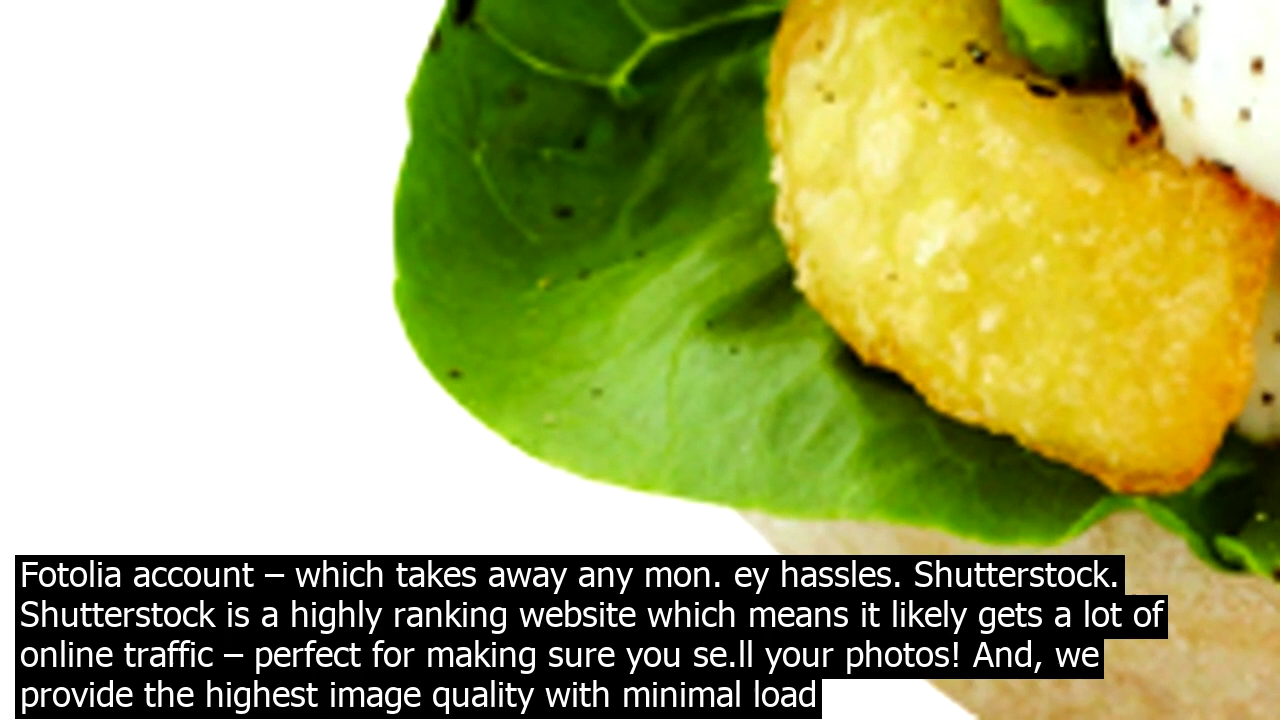 Fotolia account – which takes away any mon. ey hassles. Shutterstock.
Shutterstock is a highly ranking website which means it likely gets a lot of
online traffic – perfect for making sure you se.ll your photos! And, we
provide the highest image quality with minimal load